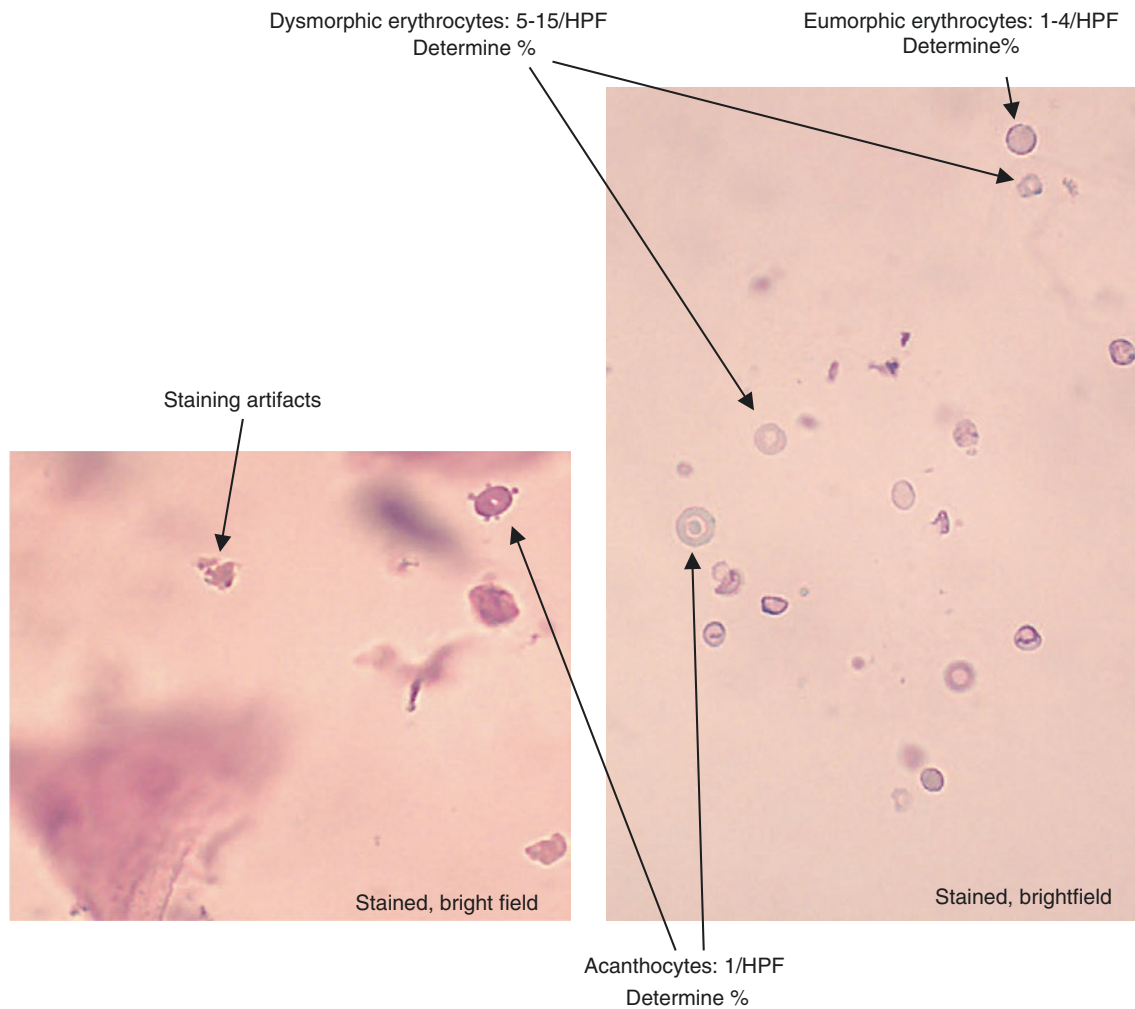 Dysmorphic erythrocytes: 5-15/HPF
Determine %
Eumorphic erythrocytes: 1-4/HPF
Determine%
Staining artifacts
Stained, bright field
Stained, brightfield
Acanthocytes: 1/HPF
Determine %